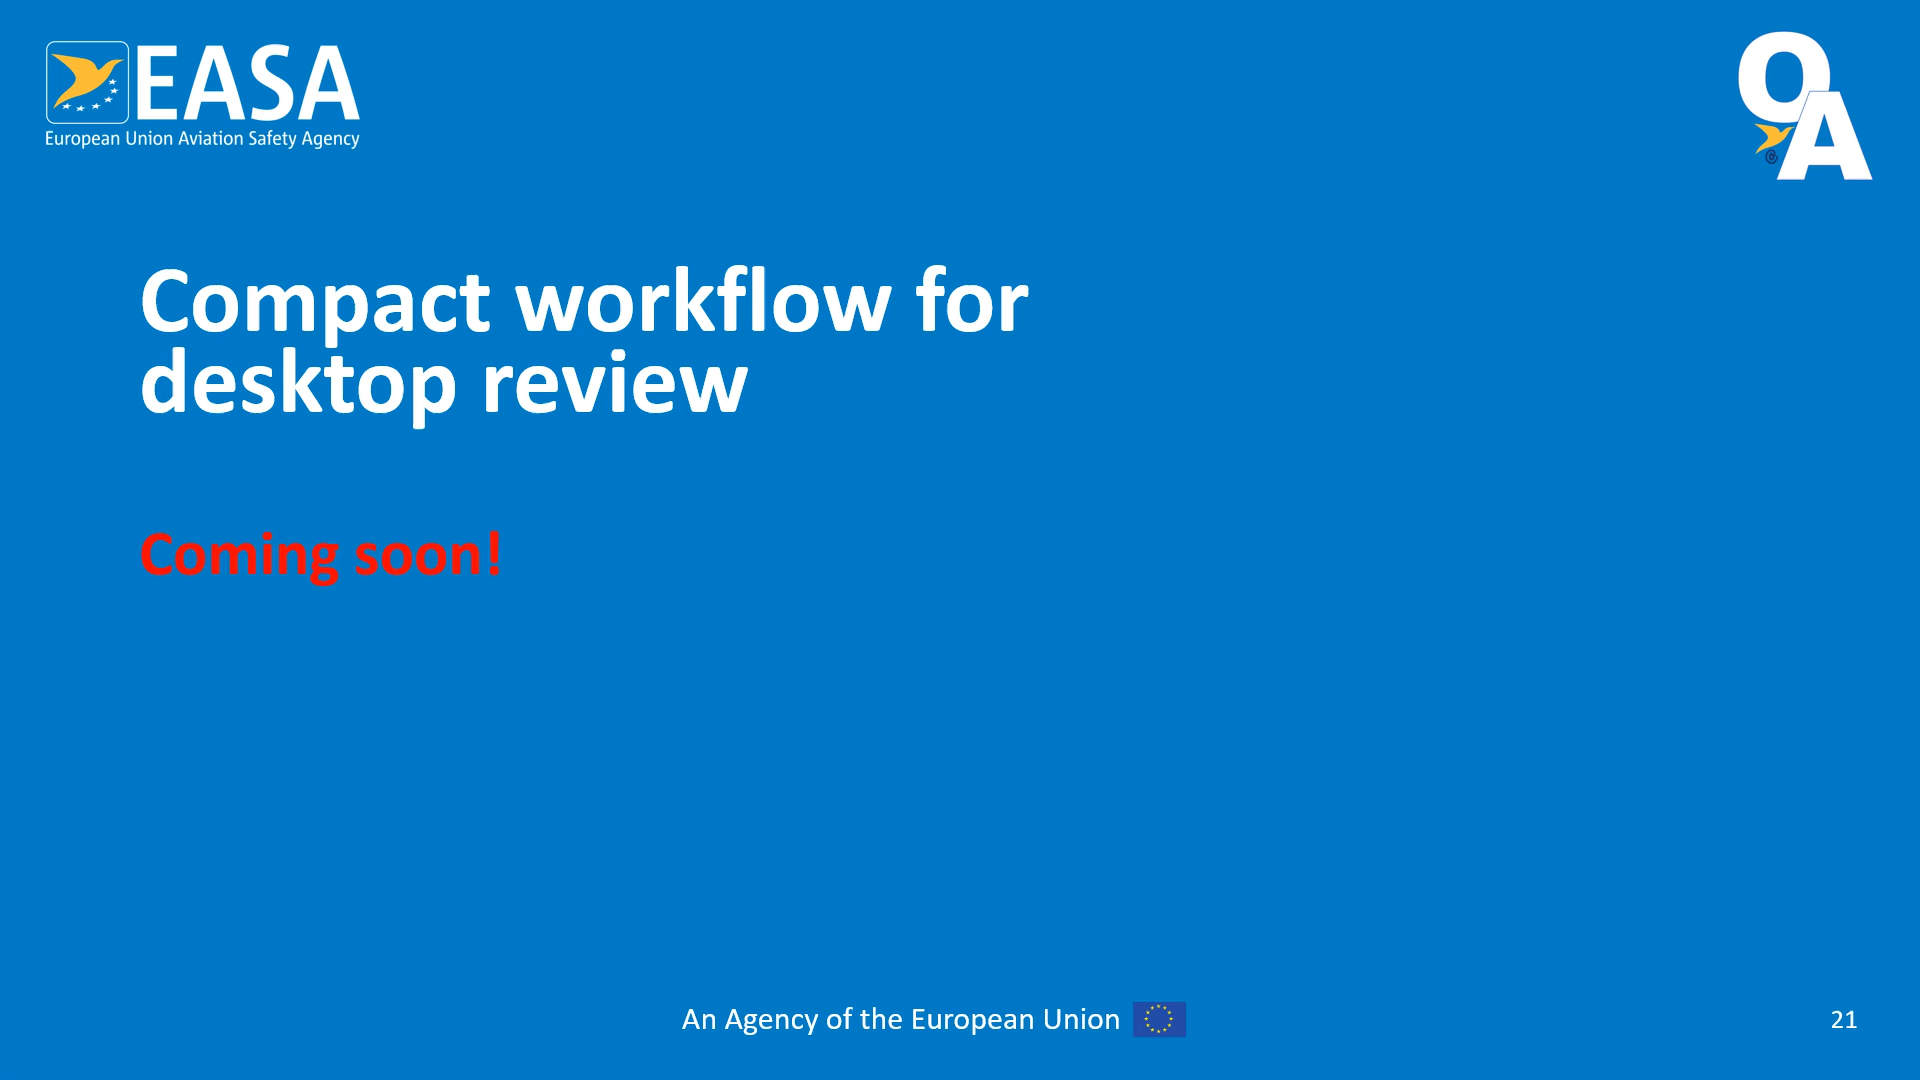 EASA
European Union Aviation Safety Agency
OA
@
Compact workflow for
desktop review
Coming soon!
An Agency of the European Union
21